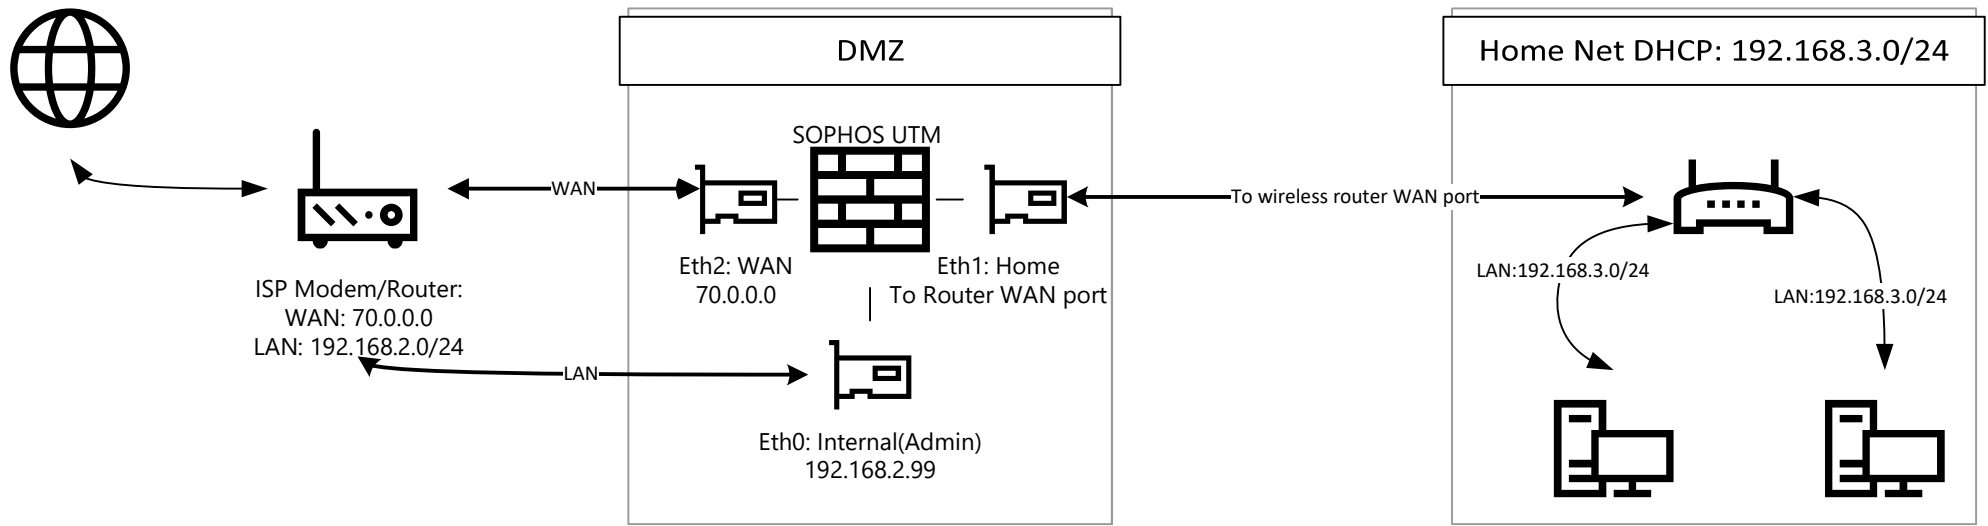 DMZ
Home Net DHCP: 192.168.3.0/24
SOPHOS UTM
WAN
To wireless router WAN port
Eth2: WAN
70.0.0.0
Eth1: Home
To Router WAN port
ISP Modem/Router:
WAN: 70.0.0.0
LAN: 192.168.2.0/24
LAN:192.168.3.0/24
LAN:192.168.3.0/24
LAN
Eth0: Internal(Admin)
192.168.2.99